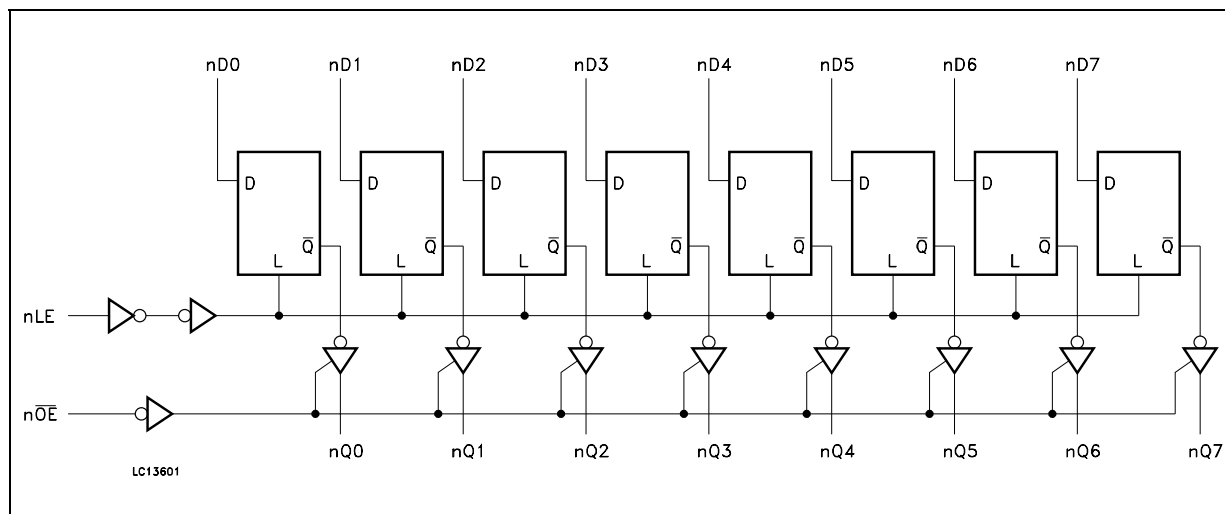 nD0 nD1 nD2 nD3 nD4 nD5 nD6 nD7
D D D D D D D D
Q̅ Q̅ Q̅ Q̅ Q̅ Q̅ Q̅ Q̅
L L L L L L L L
nLE
nO̅E̅
nQ0 nQ1 nQ2 nQ3 nQ4 nQ5 nQ6 nQ7
LC13601